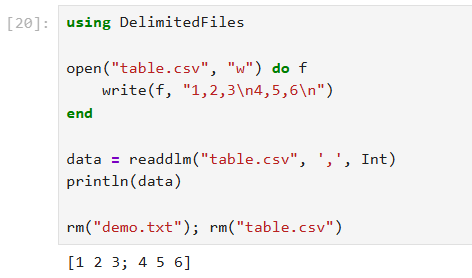 [20]: using DelimitedFiles
open("table.csv", "w") do f
    write(f, "1,2,3\n4,5,6\n")
end
data = readdlm("table.csv", ',', Int)
println(data)
rm("demo.txt"); rm("table.csv")
[1 2 3; 4 5 6]